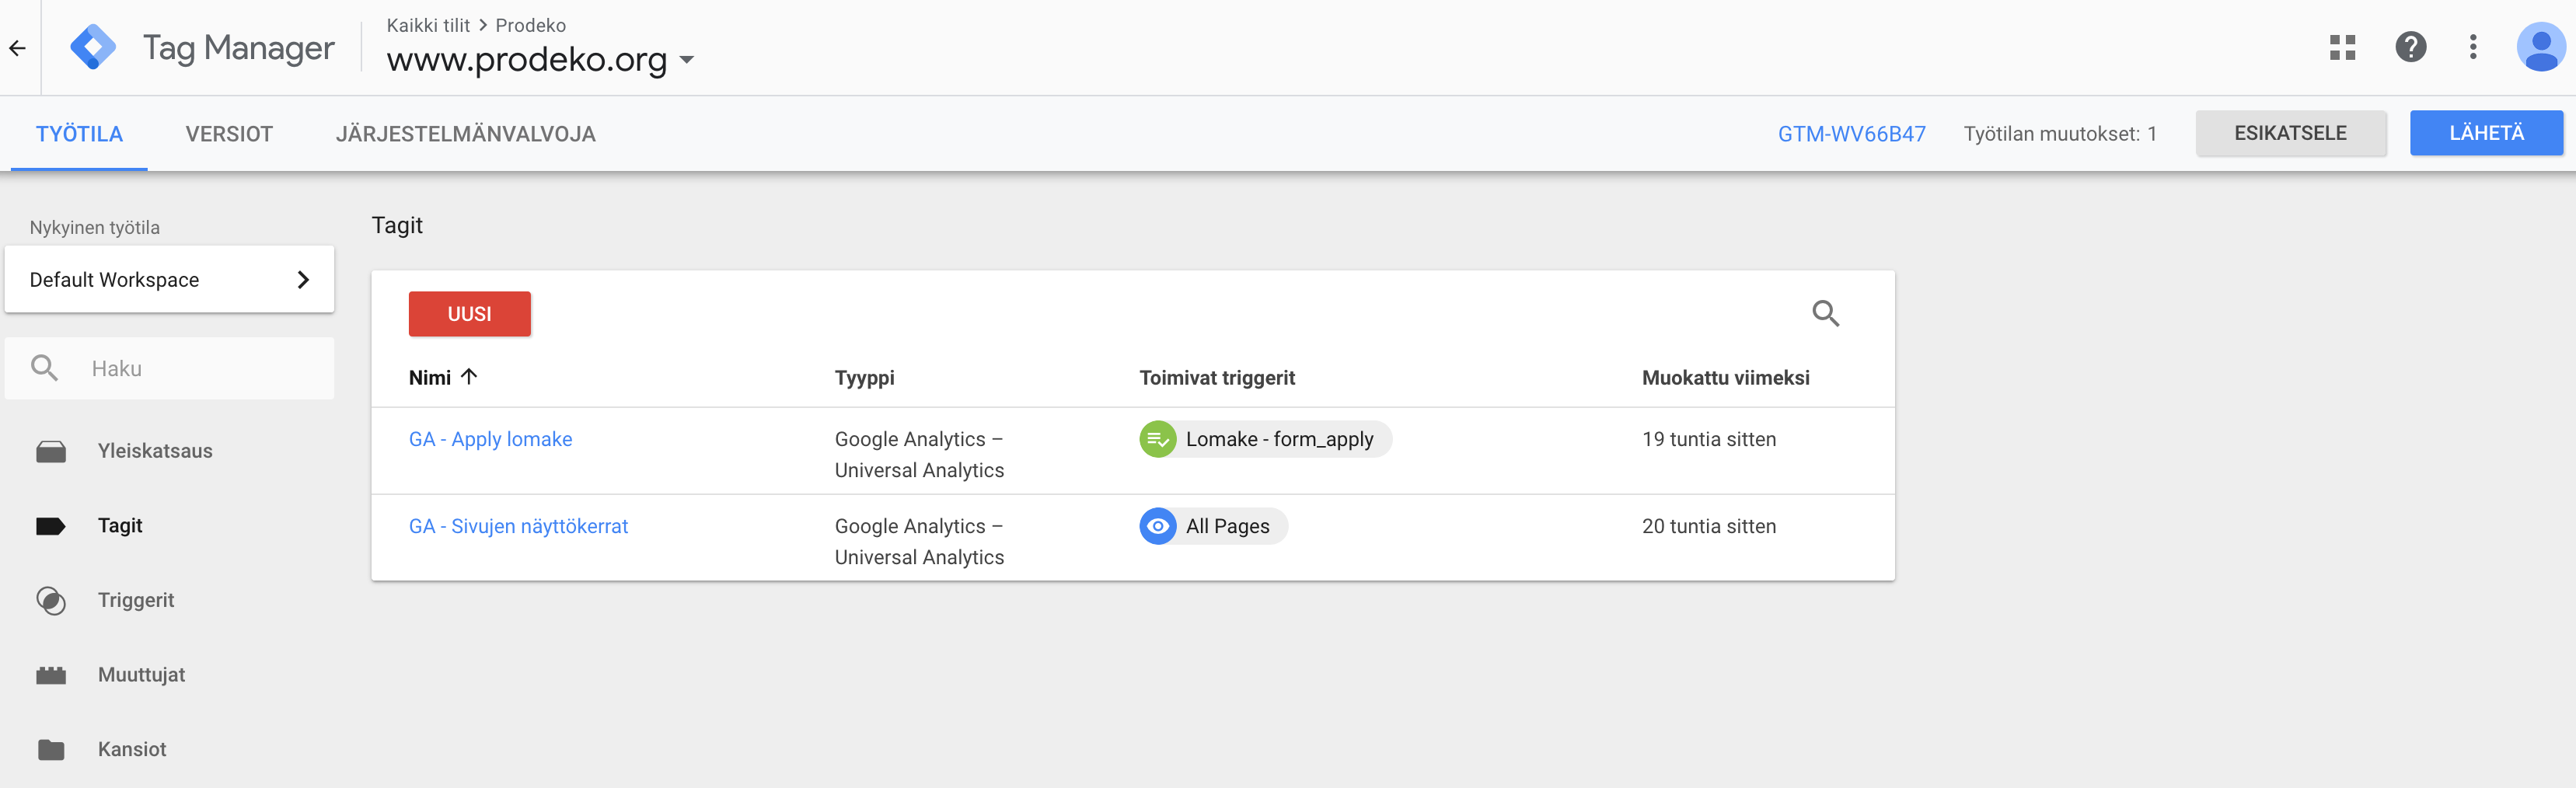 Tag Manager
Kaikki tilit > Prodeko
www.prodeko.org
TYÖTILA VERSIOT JÄRJESTELMÄNVALVOJA GTM-WV66B47 Työtilan muutokset: 1 ESIKATSELE LÄHETÄ
Nykyinen työtila
Default Workspace
Haku
Yleiskatsaus
Tagit
Triggerit
Muuttujat
Kansiot
Tagit
UUSI
Nimi Tyyppi Toimivat triggerit Muokattu viimeksi
GA - Apply lomake Google Analytics – Lomake - form_apply 19 tuntia sitten
Universal Analytics
GA - Sivujen näyttökerrat Google Analytics – All Pages 20 tuntia sitten
Universal Analytics